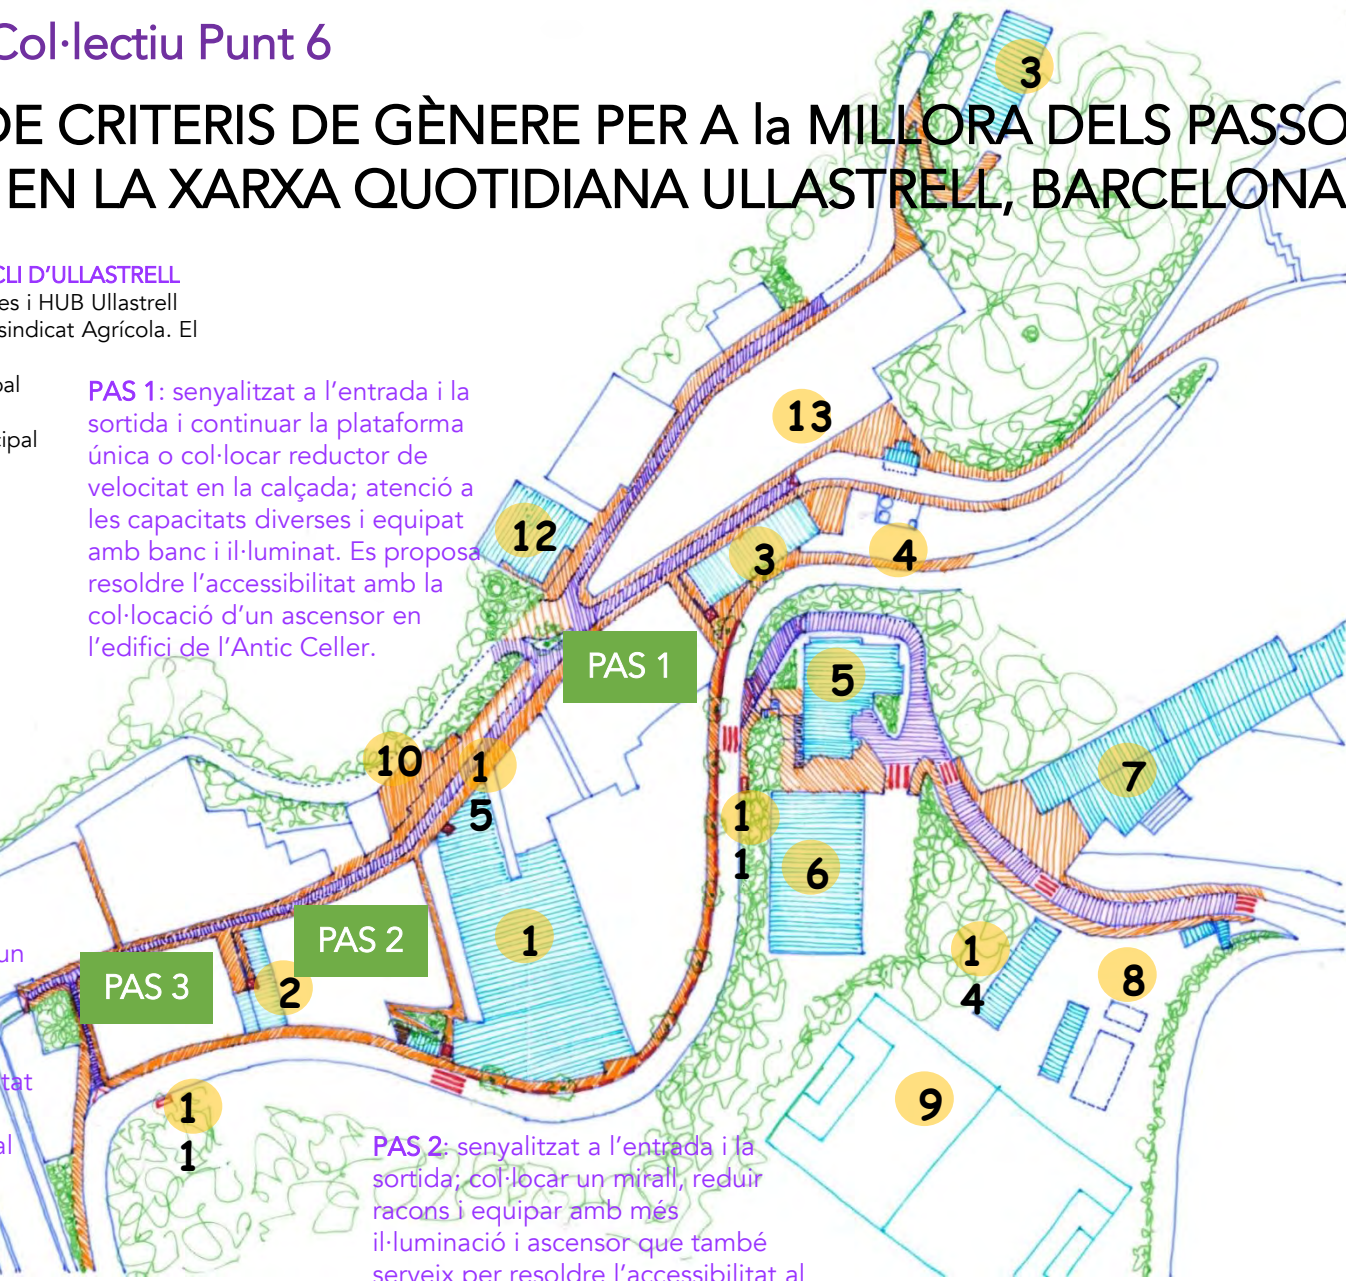 Col·lectiu Punt 6
DE CRITERIS DE GÈNERE PER A la MILLORA DELS PASSO
EN LA XARXA QUOTIDIANA ULLASTRELL, BARCELONA
CLI D’ULLASTRELL
es i HUB Ullastrell
sindicat Agrícola. El
pal
cipal
PAS 1: senyalitzat a l’entrada i la
sortida i continuar la plataforma
única o col·locar reductor de
velocitat en la calçada; atenció a
les capacitats diverses i equipat
amb banc i il·luminat. Es proposa
resoldre l’accessibilitat amb la
col·locació d’un ascensor en
l’edifici de l’Antic Celler.
3
13
12
3
4
PAS 1
5
10
1
5
7
1
1
6
PAS 2
1
1
4
8
un
PAS 3
2
tat
9
1
1
al
PAS 2: senyalitzat a l’entrada i la
sortida; col·locar un mirall, reduir
racons i equipar amb més
il·luminació i ascensor que també
serveix per resoldre l’accessibilitat al